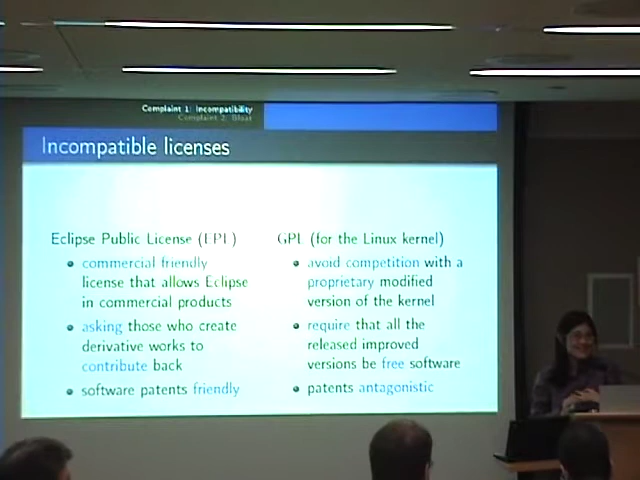 Complaint 1: Incompatibility
Complaint 2: Bloat
Incompatible licenses
Eclipse Public License (EPL)
commercial friendly
license that allows Eclipse
in commercial products
asking those who create
derivative works to
contribute back
software patents friendly
GPL (for the Linux kernel)
avoid competition with a
proprietary modified
version of the kernel
require that all the
released improved
versions be free software
patents antagonistic